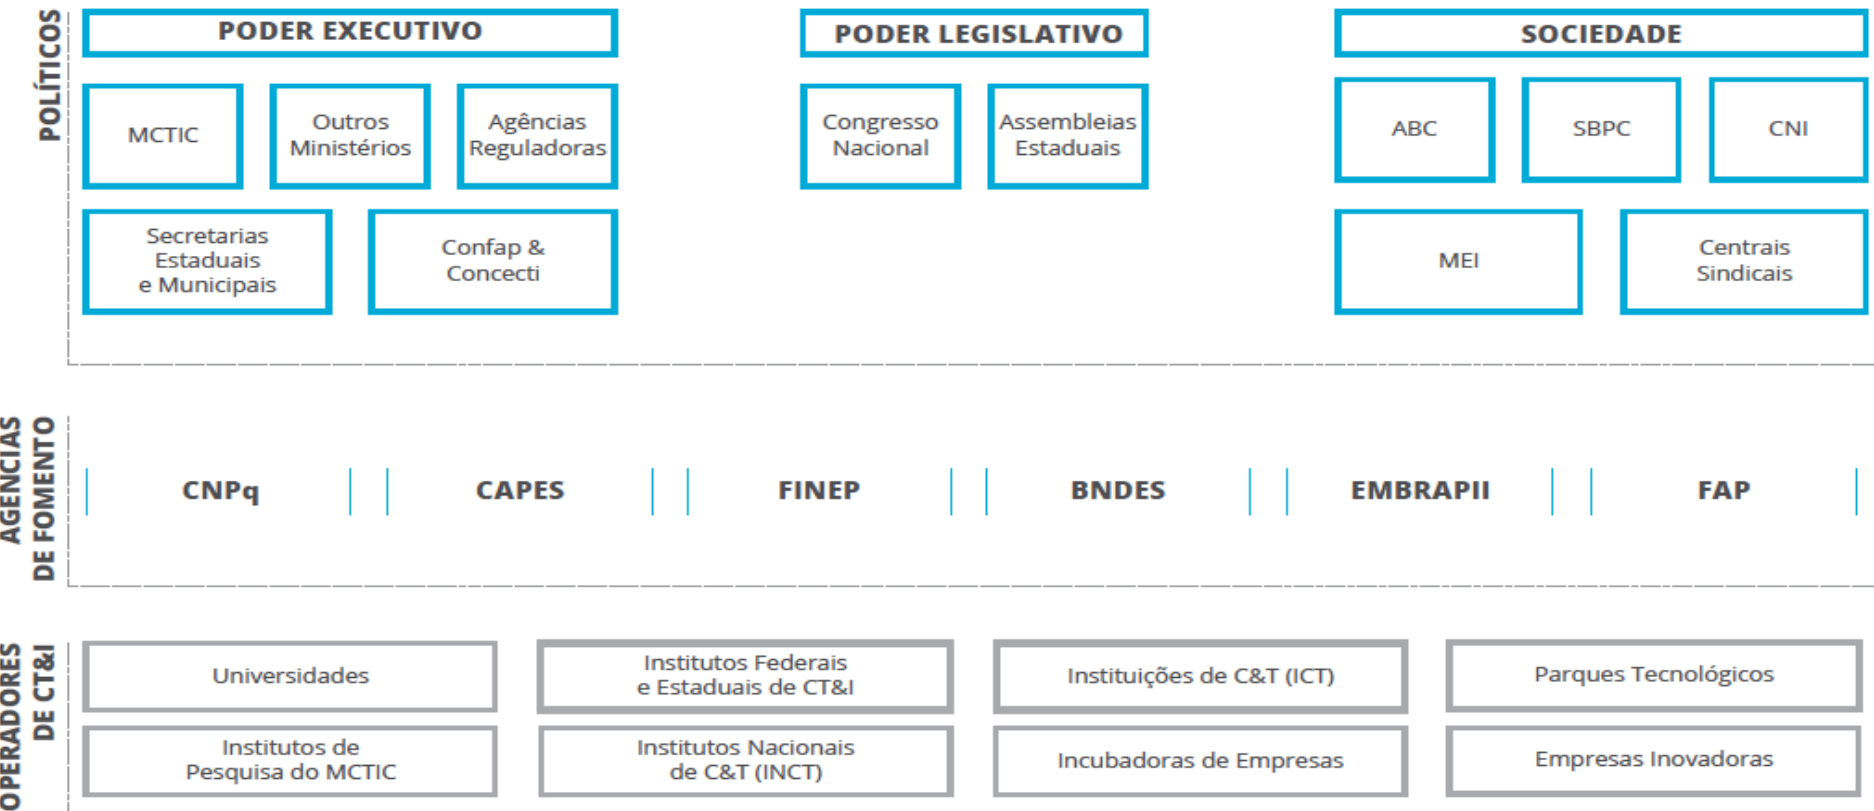 POLÍTICOS
PODER EXECUTIVO
MCTIC
Outros
Ministérios
Agências
Reguladoras
Secretarias
Estaduais
e Municipais
Confap &
Concecti
PODER LEGISLATIVO
Congresso
Nacional
Assembleias
Estaduais
SOCIEDADE
ABC
SBPC
CNI
MEI
Centrais
Sindicais
AGENCIAS
DE FOMENTO
CNPq
CAPES
FINEP
BNDES
EMBRAPII
FAP
OPERADORES
DE CT&I
Universidades
Institutos Federais
e Estaduais de CT&I
Instituições de C&T (ICT)
Parques Tecnológicos
Institutos de
Pesquisa do MCTIC
Institutos Nacionais
de C&T (INCT)
Incubadoras de Empresas
Empresas Inovadoras